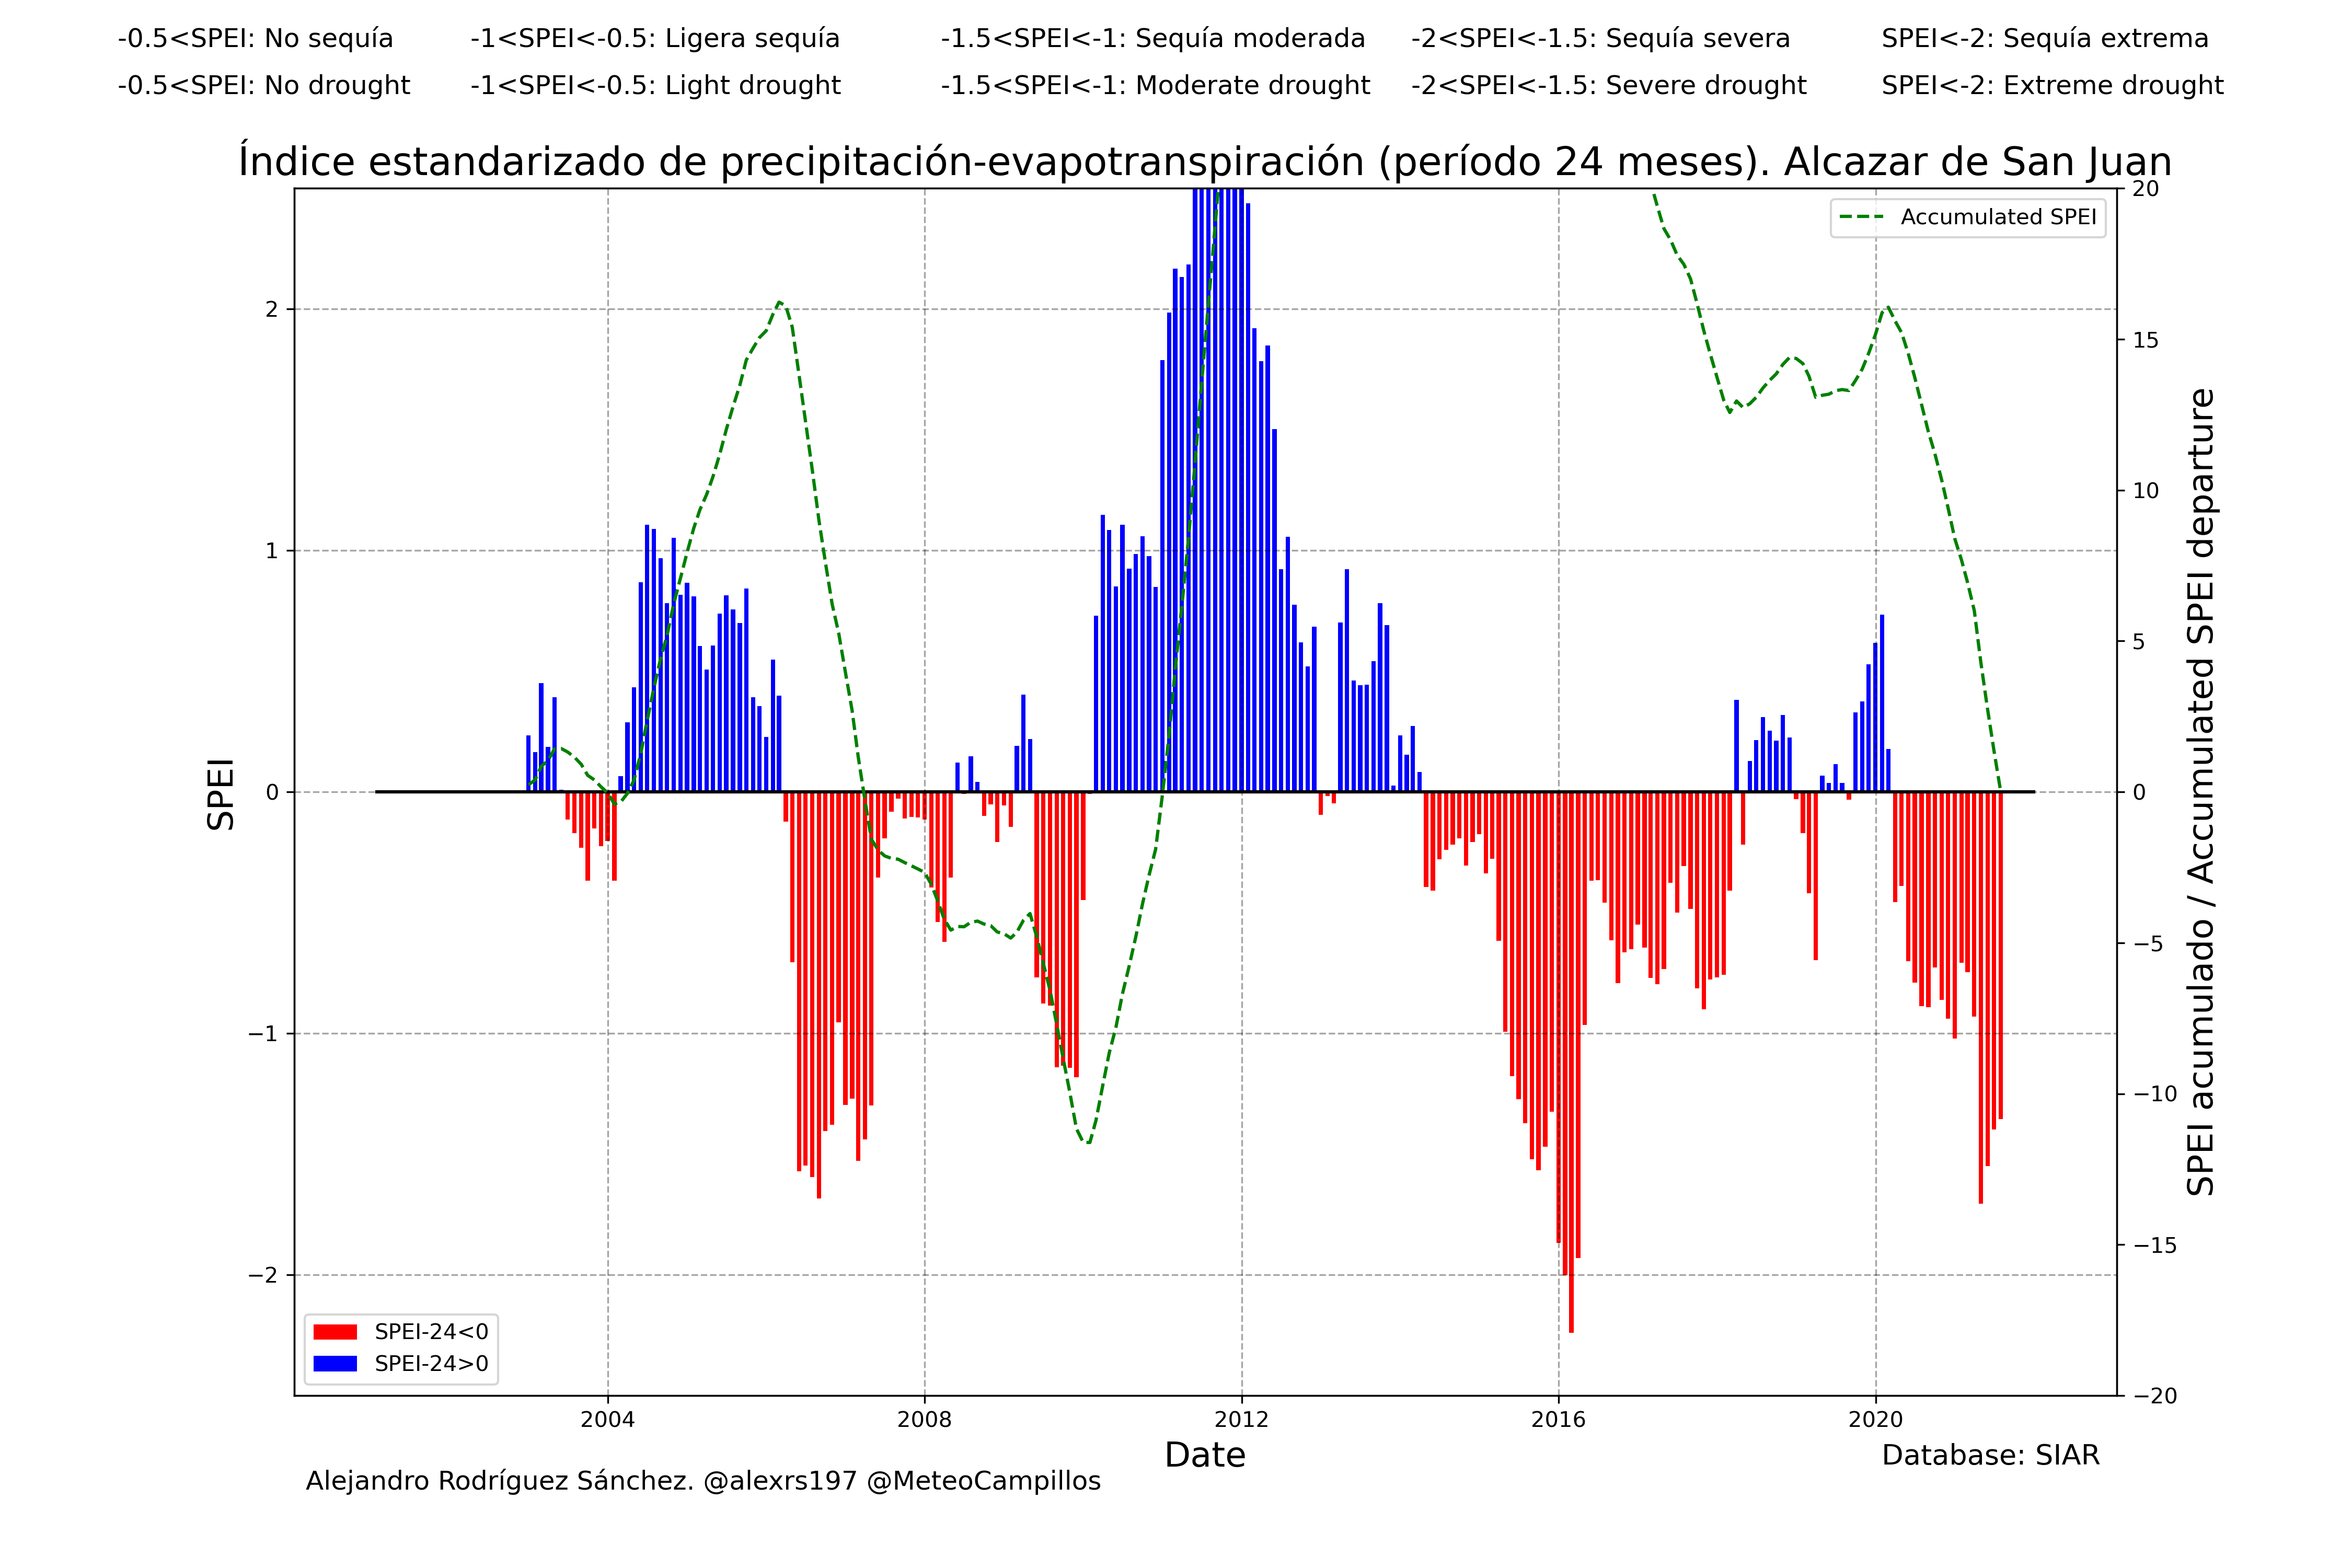 -0.5<SPEI: No sequía -1<SPEI<-0.5: Ligera sequía -1.5<SPEI<-1: Sequía moderada -2<SPEI<-1.5: Sequía severa SPEI<-2: Sequía extrema
-0.5<SPEI: No drought -1<SPEI<-0.5: Light drought -1.5<SPEI<-1: Moderate drought -2<SPEI<-1.5: Severe drought SPEI<-2: Extreme drought
Índice estandarizado de precipitación-evapotranspiración (período 24 meses). Alcazar de San Juan
Accumulated SPEI
SPEI
2
1
0
−1
−2
20
15
10
5
0
−5
−10
−15
−20
SPEI acumulado / Accumulated SPEI departure
SPEI-24<0
SPEI-24>0
2004 2008 2012 2016 2020
Date
Database: SIAR
Alejandro Rodríguez Sánchez. @alexrs197 @MeteoCampillos